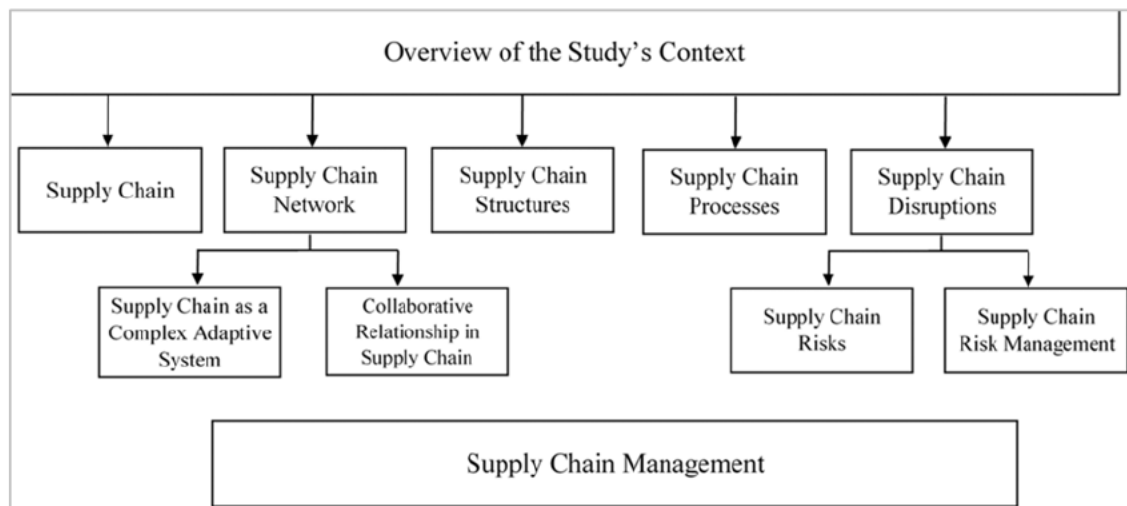 Overview of the Study's Context
Supply Chain
Supply Chain
Network
Supply Chain
Structures
Supply Chain
Processes
Supply Chain
Disruptions
Supply Chain as a
Complex Adaptive
System
Collaborative
Relationship in
Supply Chain
Supply Chain
Risks
Supply Chain
Risk Management
Supply Chain Management